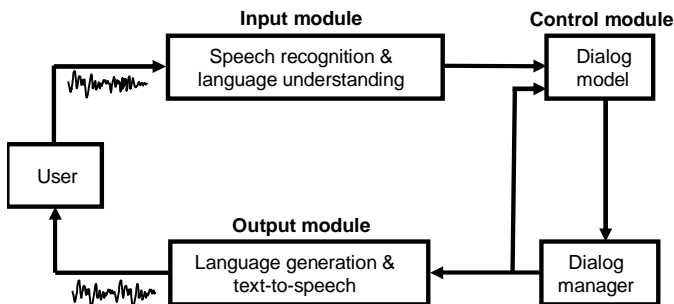 Input module
Control module
Speech recognition &
language understanding
Dialog
model
User
Output module
Language generation &
text-to-speech
Dialog
manager